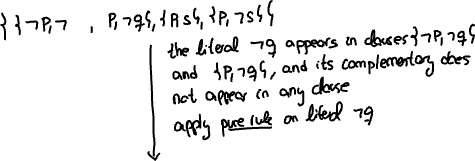 { { ¬P, ¬ , P, ¬q}, {P, s}, {P, ¬s} }
the literal ¬q appears in clauses {¬P, ¬q}
and {P, ¬q}, and its complementary does
not appear in any clause
apply pure rule on literal ¬q